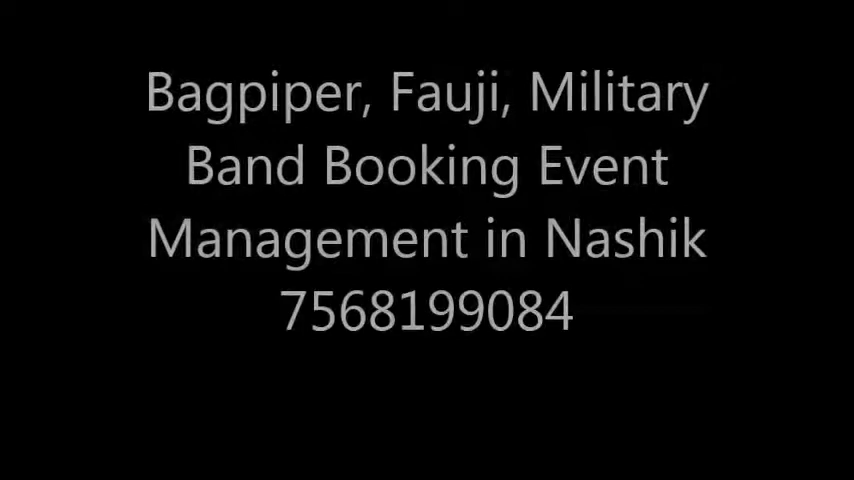 Bagpiper, Fauji, Military
Band Booking Event
Management in Nashik
7568199084